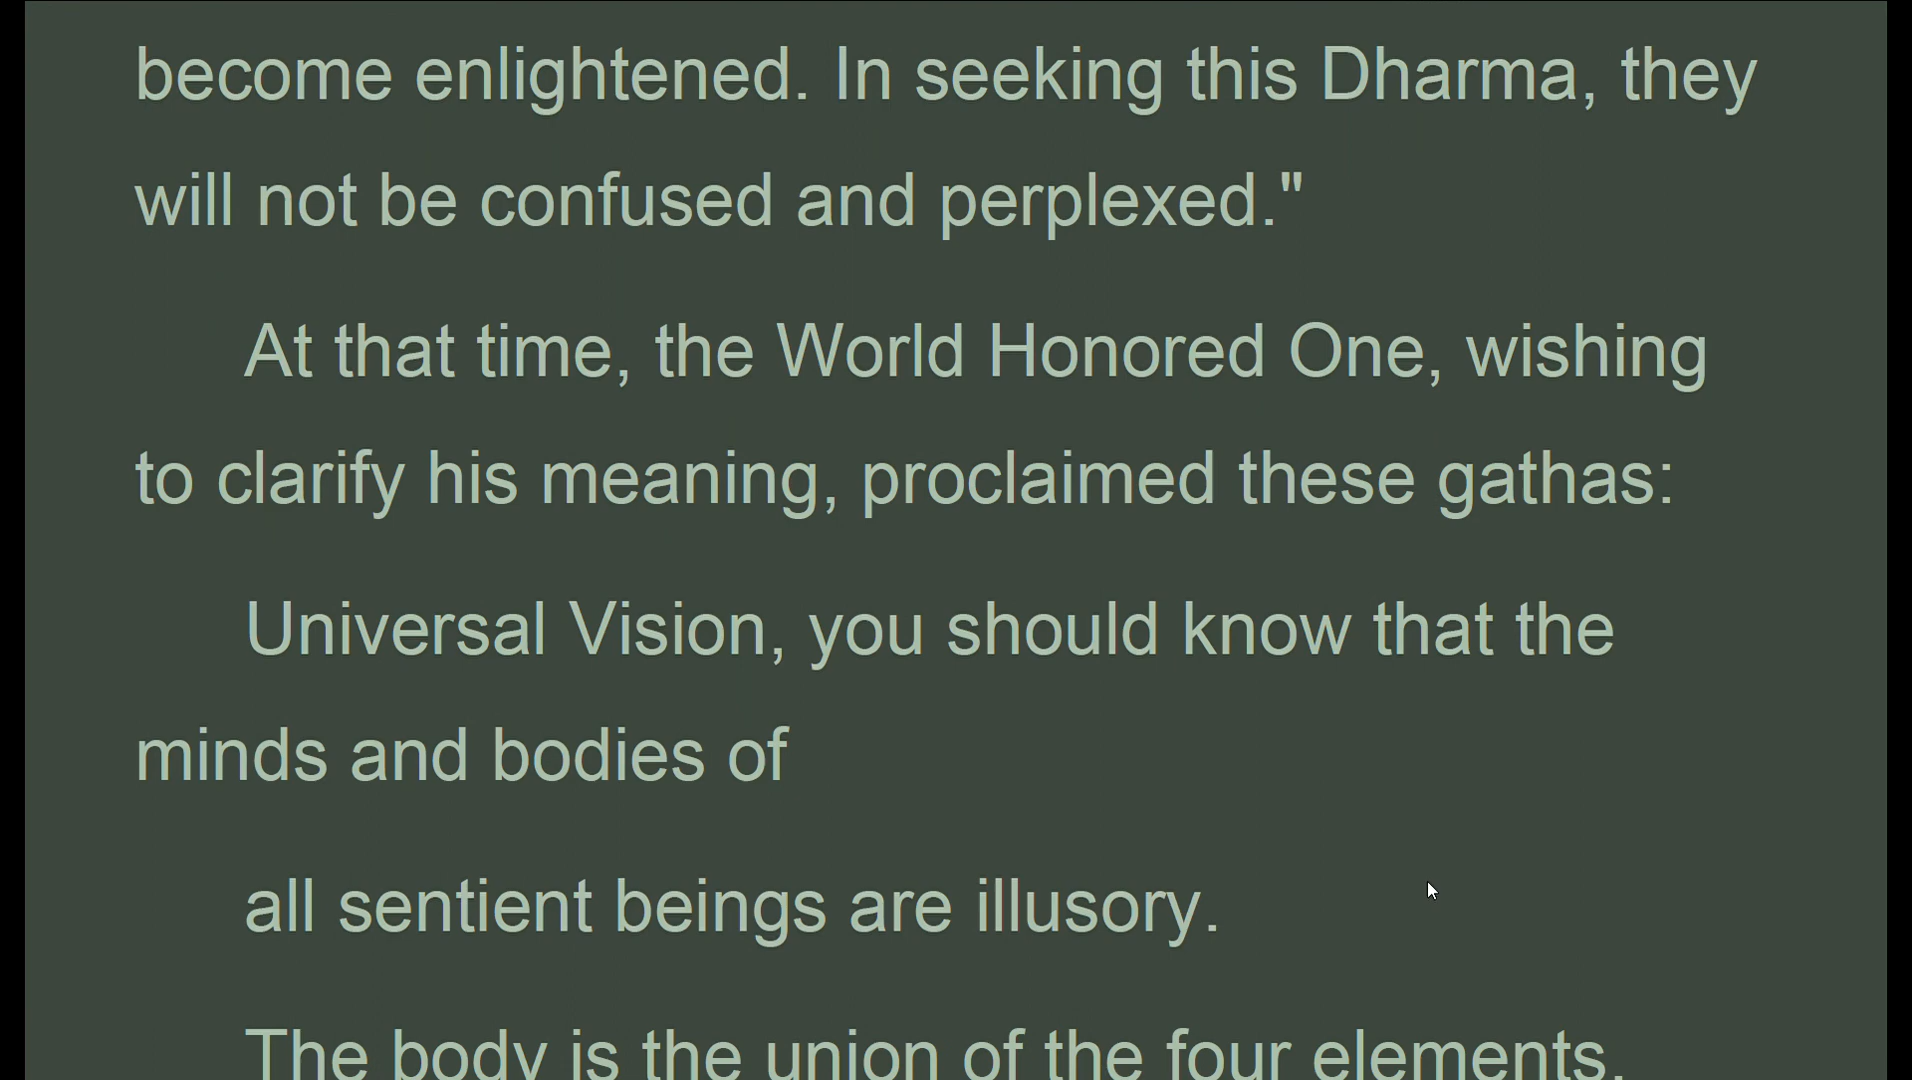 become enlightened. In seeking this Dharma, they
will not be confused and perplexed."
At that time, the World Honored One, wishing
to clarify his meaning, proclaimed these gathas:
Universal Vision, you should know that the
minds and bodies of
all sentient beings are illusory.
The body is the union of the four elements.